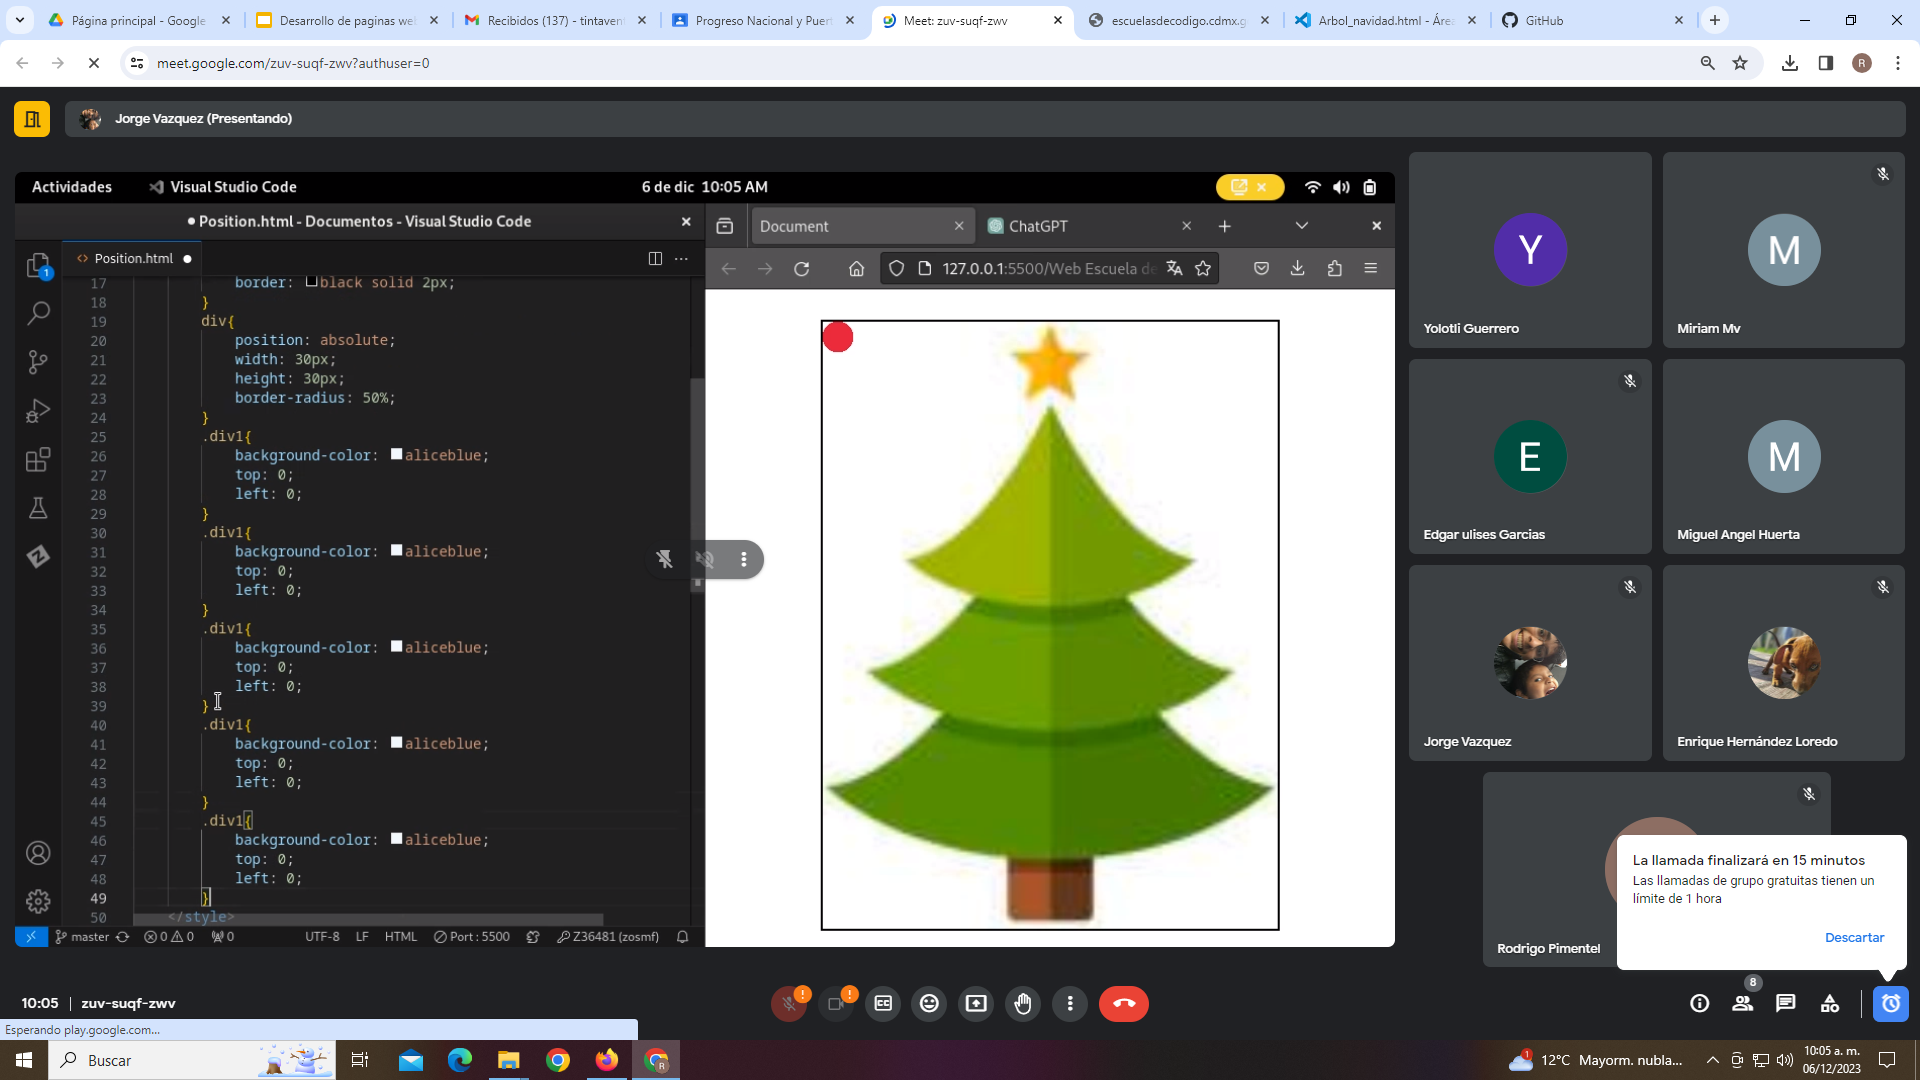 Página principal - Google
Desarrollo de paginas we
Recibidos (137) - tintaven
Progreso Nacional y Puer
Meet: zuv-suqf-zwv
escuelasdecodigo.cdmx.g
Arbol_navidad.html - Áre
GitHub
meet.google.com/zuv-suqf-zwv?authuser=0
R
Jorge Vazquez (Presentando)
Actividades
Visual Studio Code
6 de dic 10:05 AM
Position.html - Documentos - Visual Studio Code
Document
ChatGPT
1
Position.html
127.0.0.1:5500/Web Escuela de
17 border: black solid 2px;
18 }
19 div{
20 position: absolute;
21 width: 30px;
22 height: 30px;
23 border-radius: 50%;
24 }
25 .div1{
26 background-color: aliceblue;
27 top: 0;
28 left: 0;
29 }
30 .div1{
31 background-color: aliceblue;
32 top: 0;
33 left: 0;
34 }
35 .div1{
36 background-color: aliceblue;
37 top: 0;
38 left: 0;
39 }
40 .div1{
41 background-color: aliceblue;
42 top: 0;
43 left: 0;
44 }
45 .div1{
46 background-color: aliceblue;
47 top: 0;
48 left: 0;
49 }
50 </style>
master
0
0
0
UTF-8
LF
HTML
Port : 5500
Z36481 (zosmf)
Y
Yolotli Guerrero
M
Miriam Mv
E
Edgar ulises Garcias
M
Miguel Angel Huerta
Jorge Vazquez
Enrique Hernández Loredo
Rodrigo Pimentel
La llamada finalizará en 15 minutos
Las llamadas de grupo gratuitas tienen un
límite de 1 hora
Descartar
10:05 | zuv-suqf-zwv
8
Esperando play.google.com...
Buscar
R
1
12°C Mayorm. nubla...
10:05 a. m.
06/12/2023